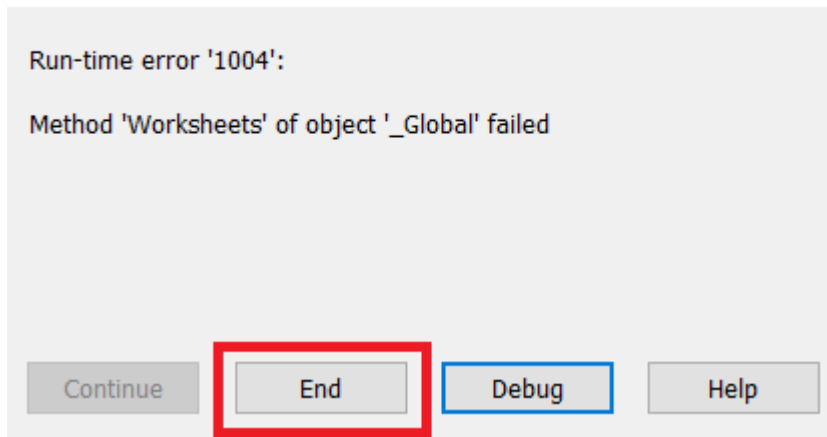 Run-time error '1004':
Method 'Worksheets' of object '_Global' failed
Continue End Debug Help